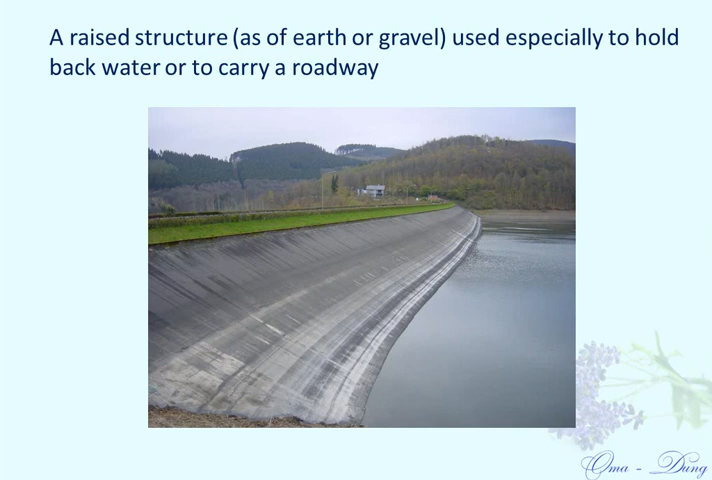 A raised structure (as of earth or gravel) used especially to hold
back water or to carry a roadway
Oma - Dung